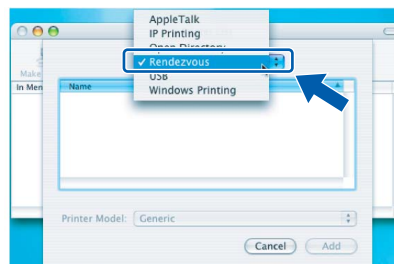 AppleTalk
IP Printing
Open Directory
✓ Rendezvous
USB
Windows Printing
Make
In Men
Name
Printer Model: Generic
Cancel Add